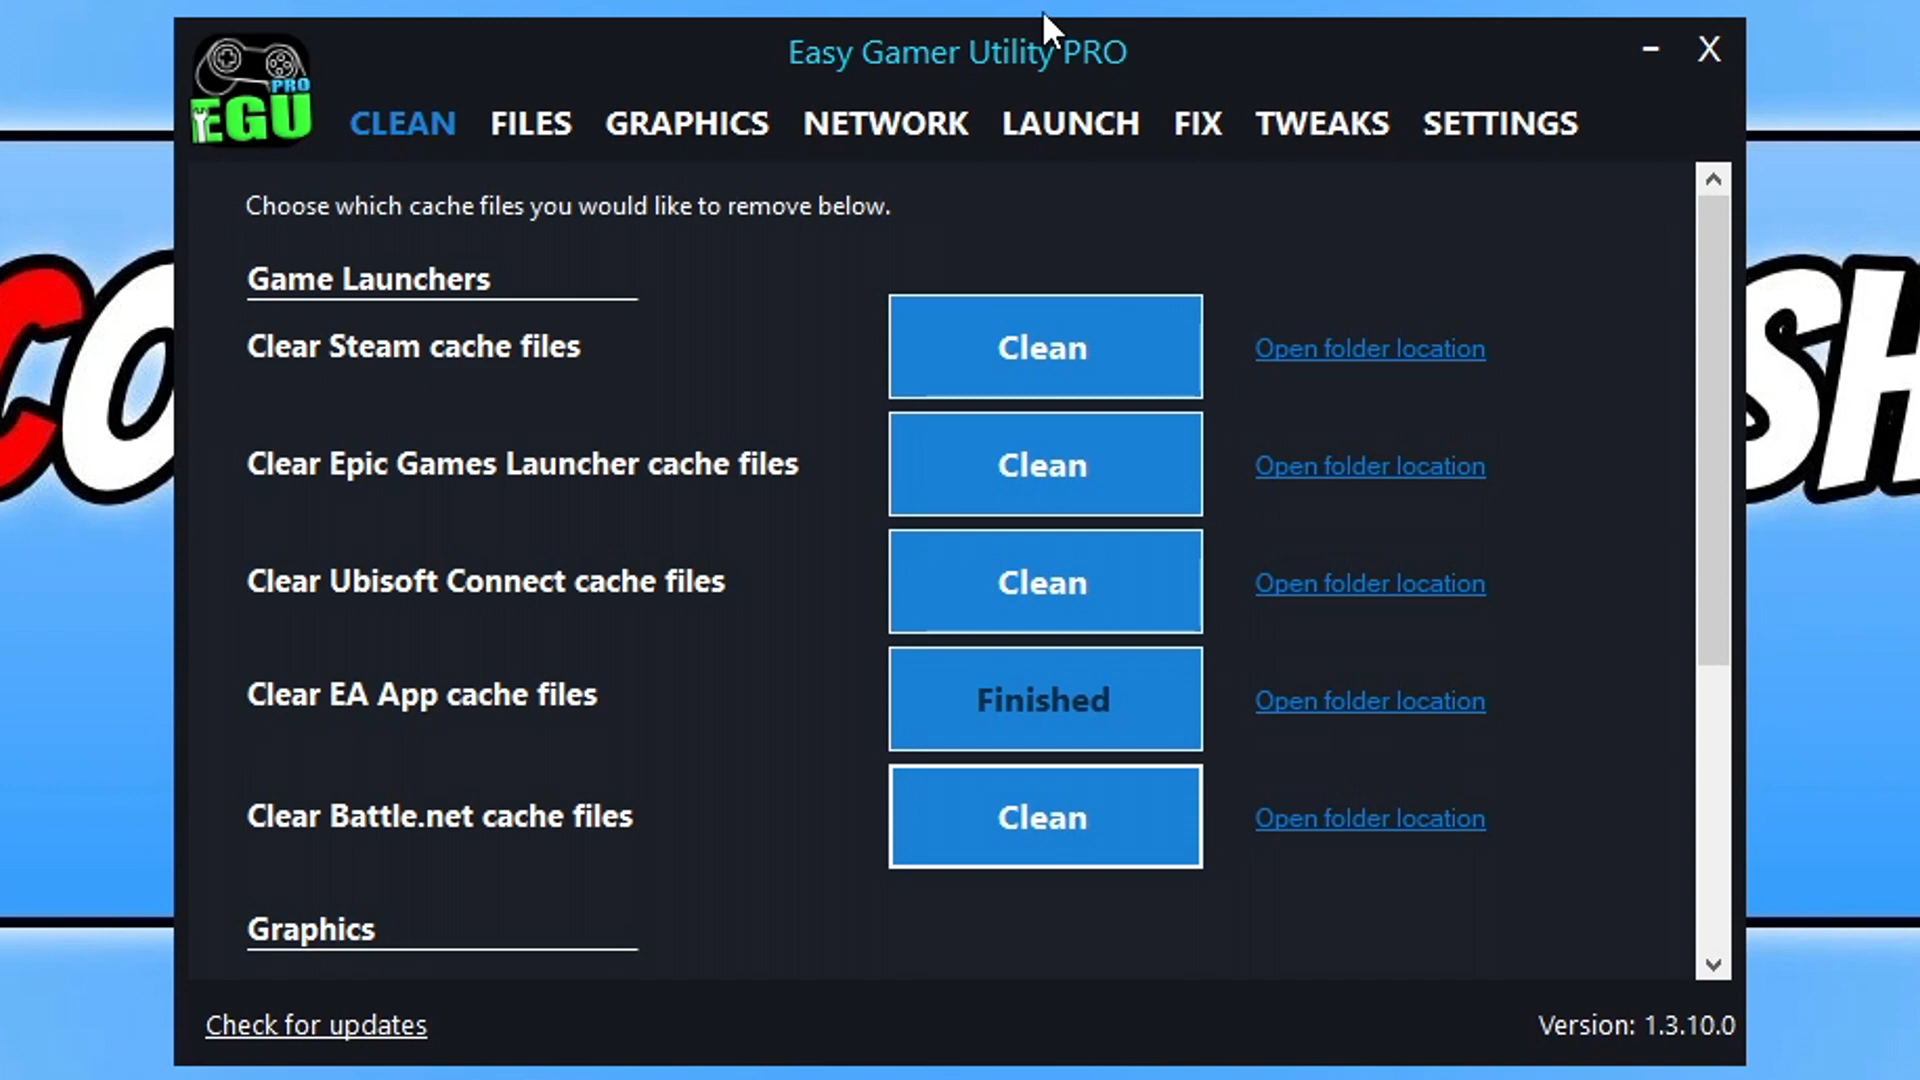 Easy Gamer Utility PRO
X
PRO
EGU
CLEAN FILES GRAPHICS NETWORK LAUNCH FIX TWEAKS SETTINGS
Choose which cache files you would like to remove below.
Game Launchers
Clear Steam cache files Clean Open folder location
Clear Epic Games Launcher cache files Clean Open folder location
Clear Ubisoft Connect cache files Clean Open folder location
Clear EA App cache files Finished Open folder location
Clear Battle.net cache files Clean Open folder location
Graphics
Check for updates Version: 1.3.10.0
CO
SH